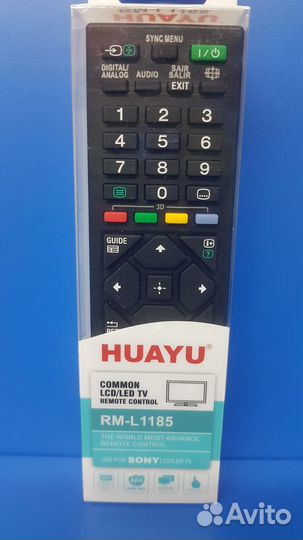 HUAYU
SYNC MENU
I/⏻
DIGITAL/
ANALOG
AUDIO
SAIR
SALIR
EXIT
1 2 3
4 5 6
7 8 9
0
3D
GUIDE
i+
?
HUAYU®
COMMON
LCD/LED TV
REMOTE CONTROL
RM-L1185
THE WORLD MOST ADVANCE
REMOTE CONTROL
USE FOR SONY LCD/LED TV
Avito